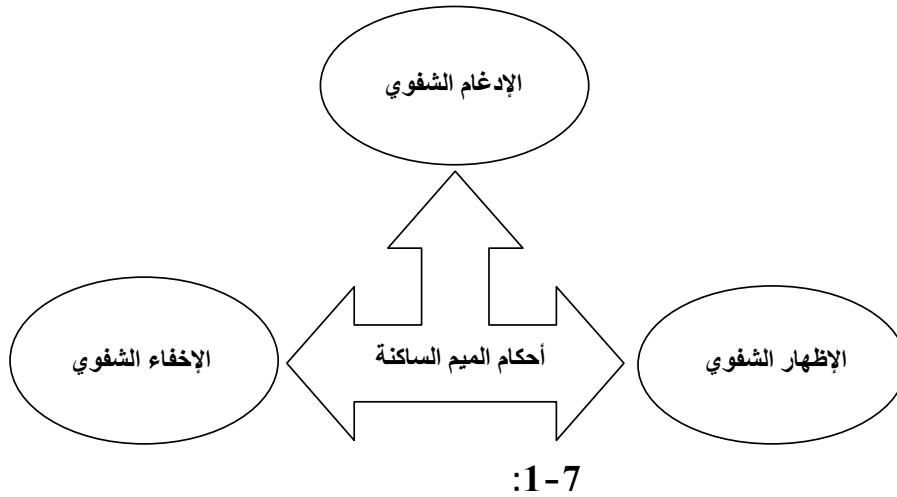 الإدغام الشفوي
الإظهار الشفوي
أحكام الميم الساكنة
الإخفاء الشفوي
7-1: